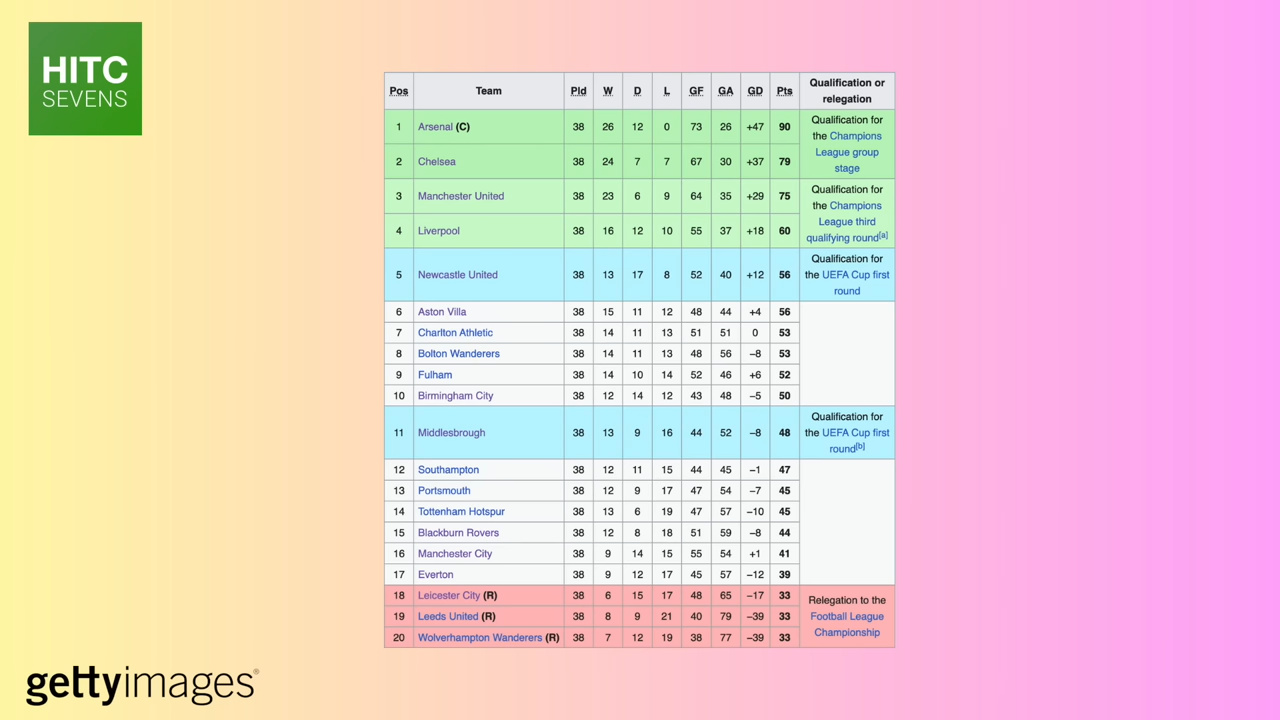 HITC
SEVENS
Pos Team Pld W D L GF GA GD Pts Qualification or relegation
1 Arsenal (C) 38 26 12 0 73 26 +47 90 Qualification for the Champions League group stage
2 Chelsea 38 24 7 7 67 30 +37 79
3 Manchester United 38 23 6 9 64 35 +29 75 Qualification for the Champions League third qualifying round[a]
4 Liverpool 38 16 12 10 55 37 +18 60
5 Newcastle United 38 13 17 8 52 40 +12 56 Qualification for the UEFA Cup first round
6 Aston Villa 38 15 11 12 48 44 +4 56
7 Charlton Athletic 38 14 11 13 51 51 0 53
8 Bolton Wanderers 38 14 11 13 48 56 −8 53
9 Fulham 38 14 10 14 52 46 +6 52
10 Birmingham City 38 12 14 12 43 48 −5 50
11 Middlesbrough 38 13 9 16 44 52 −8 48 Qualification for the UEFA Cup first round[b]
12 Southampton 38 12 11 15 44 45 −1 47
13 Portsmouth 38 12 9 17 47 54 −7 45
14 Tottenham Hotspur 38 13 6 19 47 57 −10 45
15 Blackburn Rovers 38 12 8 18 51 59 −8 44
16 Manchester City 38 9 14 15 55 54 +1 41
17 Everton 38 9 12 17 45 57 −12 39
18 Leicester City (R) 38 6 15 17 48 65 −17 33 Relegation to the Football League Championship
19 Leeds United (R) 38 8 9 21 40 79 −39 33
20 Wolverhampton Wanderers (R) 38 7 12 19 38 77 −39 33
gettyimages®